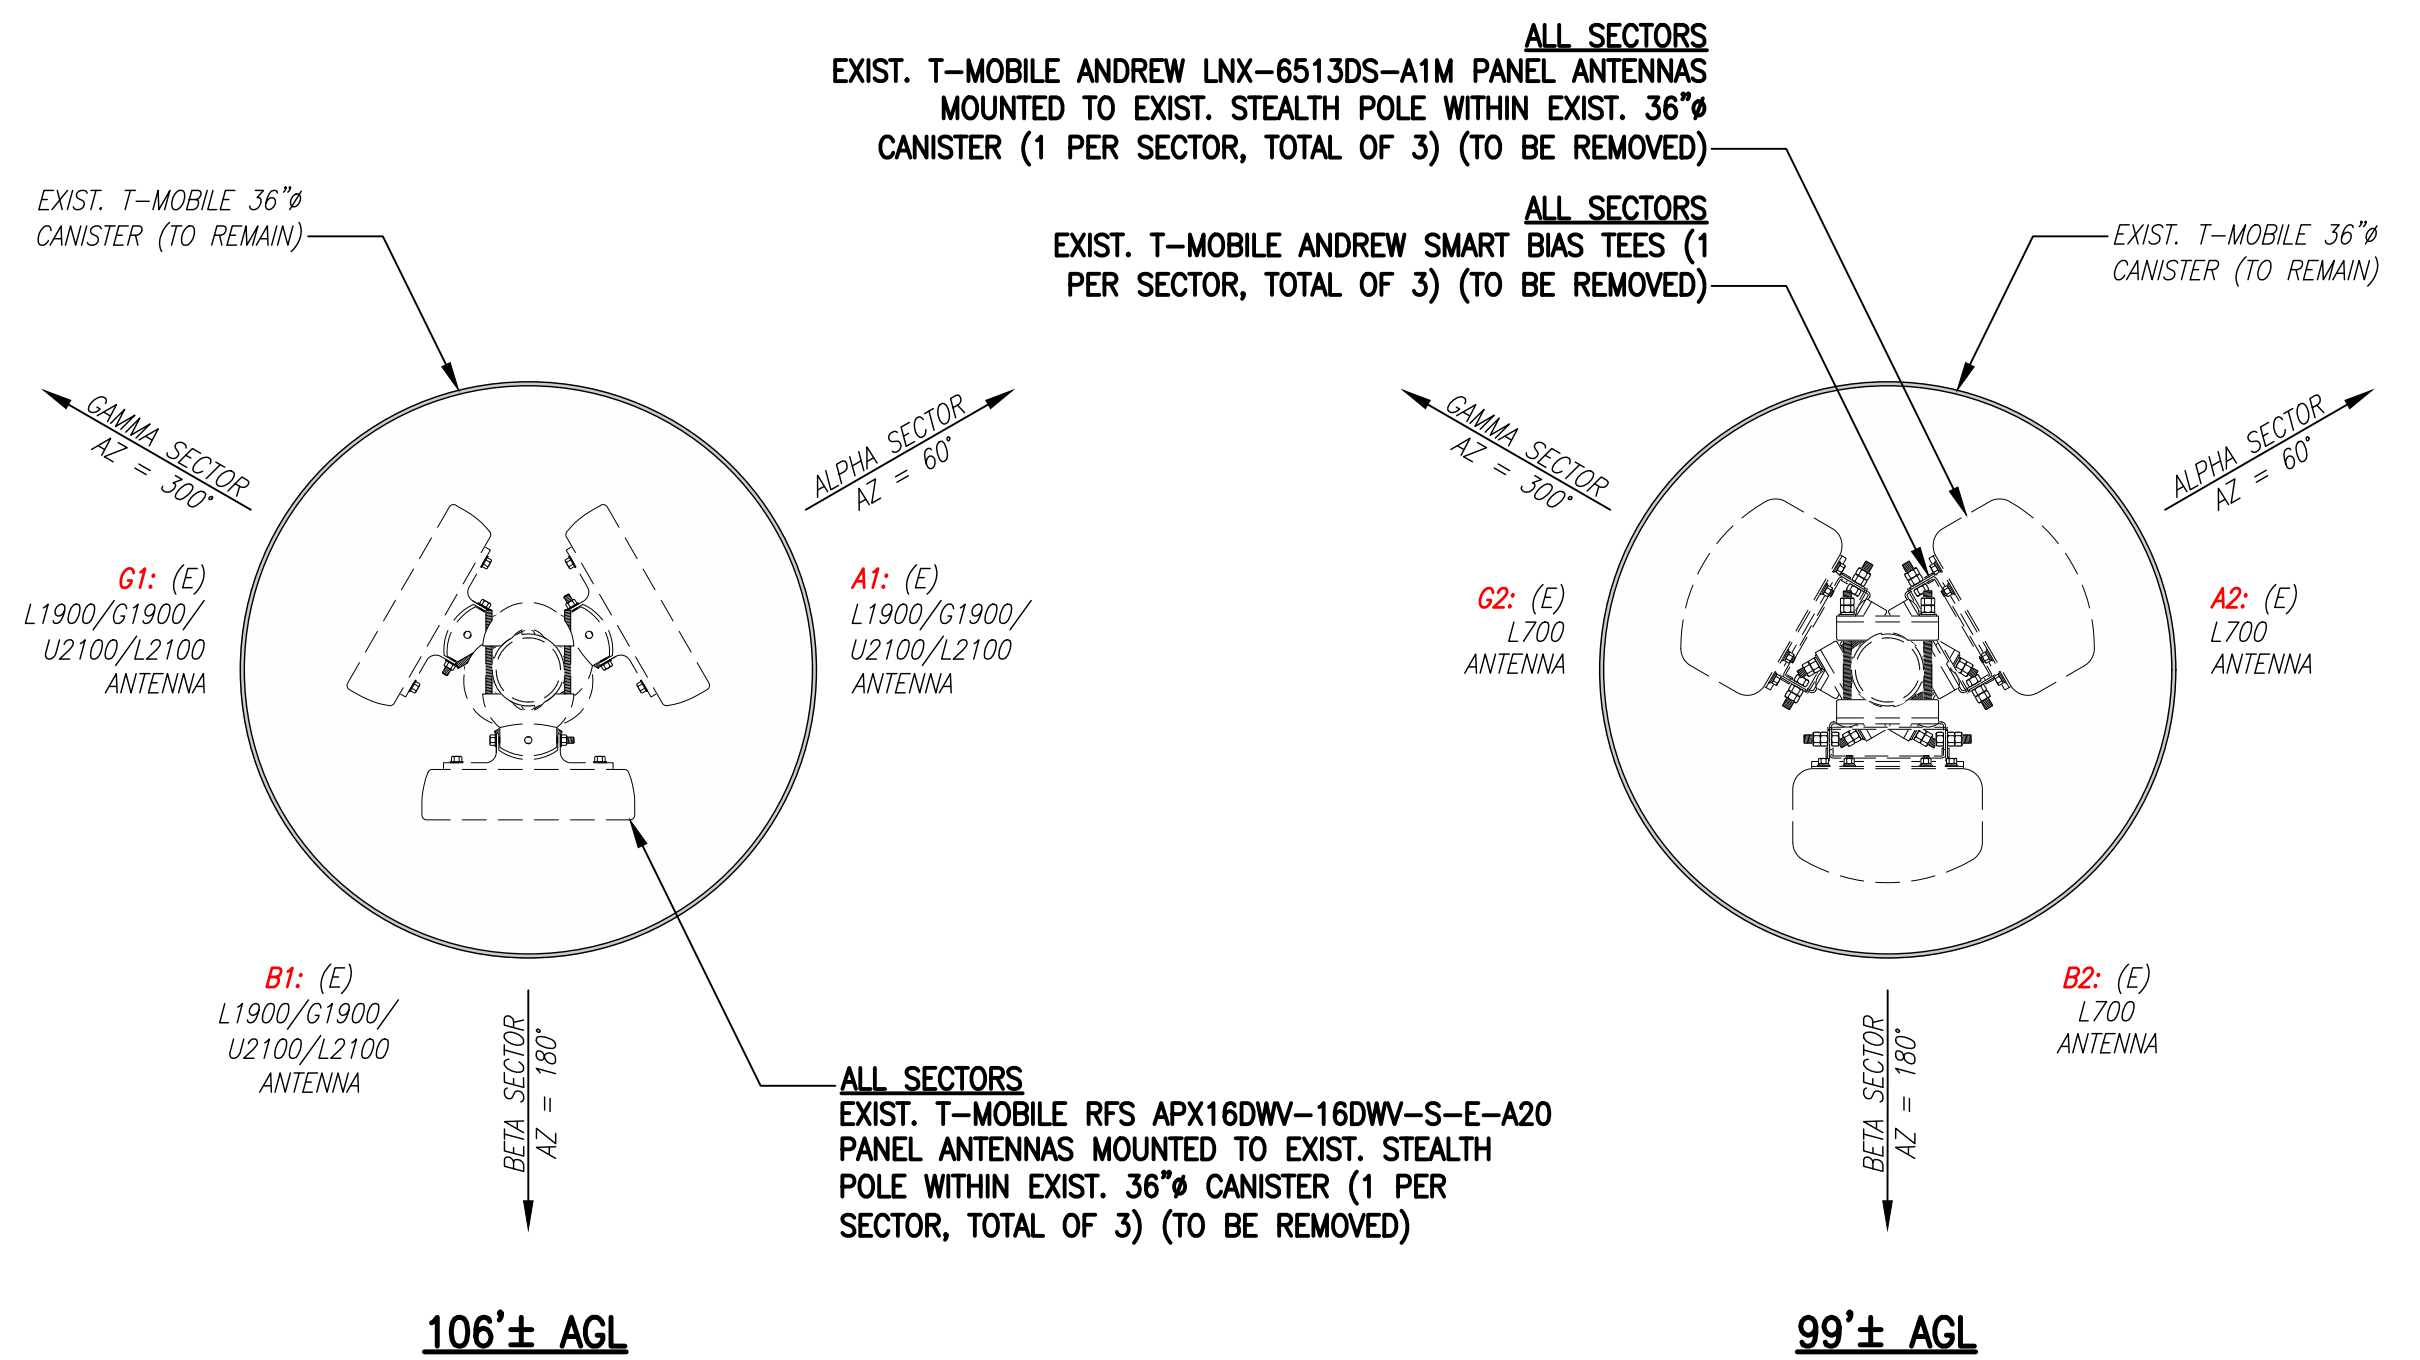 ALL SECTORS
EXIST. T-MOBILE ANDREW LNX-6513DS-A1M PANEL ANTENNAS
MOUNTED TO EXIST. STEALTH POLE WITHIN EXIST. 36"ø
CANISTER (1 PER SECTOR, TOTAL OF 3) (TO BE REMOVED)
ALL SECTORS
EXIST. T-MOBILE ANDREW SMART BIAS TEES (1
PER SECTOR, TOTAL OF 3) (TO BE REMOVED)
EXIST. T-MOBILE 36"ø
CANISTER (TO REMAIN)
GAMMA SECTOR
AZ = 300°
ALPHA SECTOR
AZ = 60°
G1: (E)
L1900/G1900/
U2100/L2100
ANTENNA
A1: (E)
L1900/G1900/
U2100/L2100
ANTENNA
B1: (E)
L1900/G1900/
U2100/L2100
ANTENNA
BETA SECTOR
AZ = 180°
ALL SECTORS
EXIST. T-MOBILE RFS APX16DWV-16DWV-S-E-A20
PANEL ANTENNAS MOUNTED TO EXIST. STEALTH
POLE WITHIN EXIST. 36"ø CANISTER (1 PER
SECTOR, TOTAL OF 3) (TO BE REMOVED)
106'± AGL
EXIST. T-MOBILE 36"ø
CANISTER (TO REMAIN)
GAMMA SECTOR
AZ = 300°
ALPHA SECTOR
AZ = 60°
G2: (E)
L700
ANTENNA
A2: (E)
L700
ANTENNA
B2: (E)
L700
ANTENNA
BETA SECTOR
AZ = 180°
99'± AGL